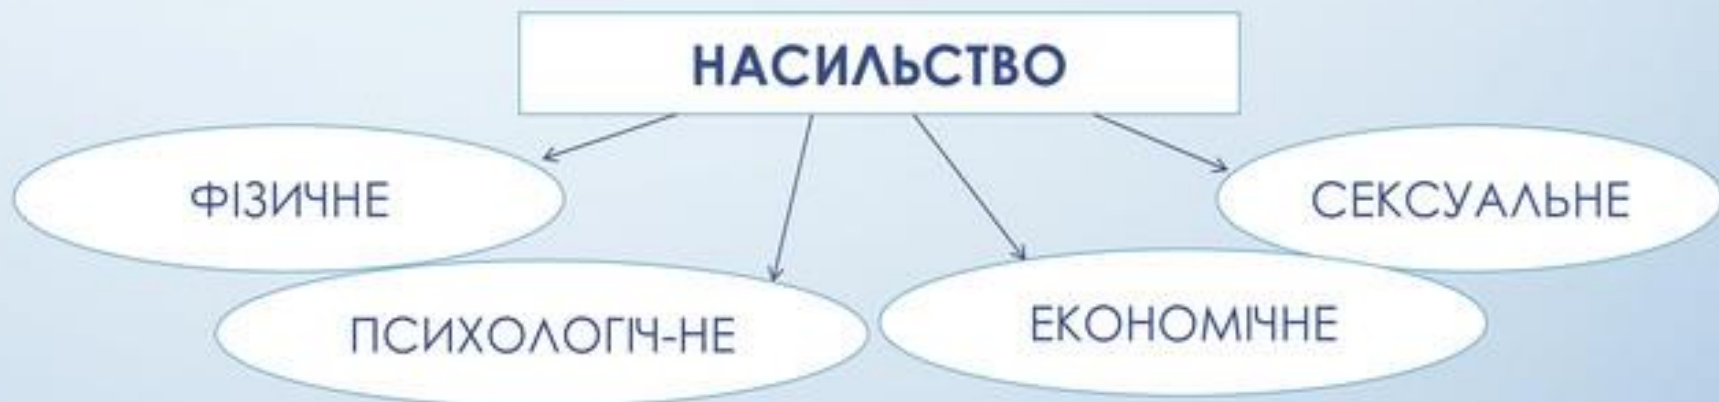 НАСИЛЬСТВО
ФІЗИЧНЕ
СЕКСУАЛЬНЕ
ПСИХОЛОГІЧ-НЕ
ЕКОНОМІЧНЕ